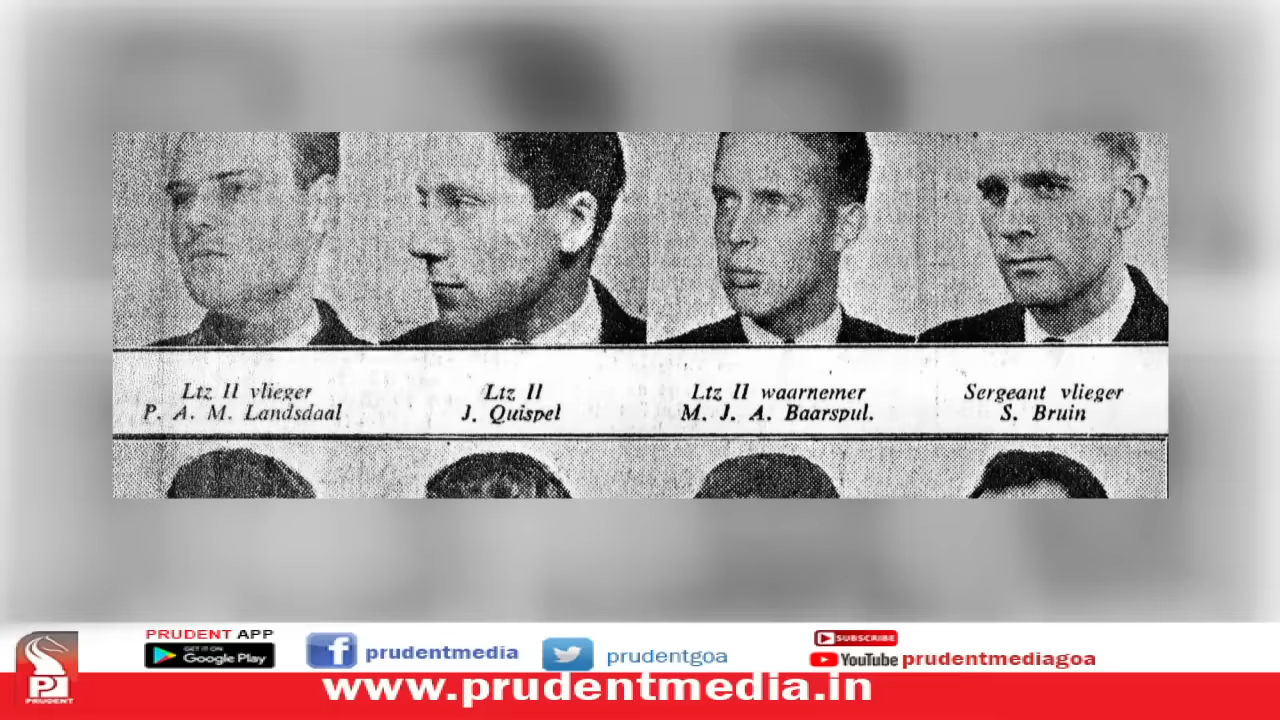 Ltz II vlieger
P. A. M. Landsdaal
Ltz II
J. Quispel
Ltz II waarnemer
M. J. A. Baarspul.
Sergeant vlieger
S. Bruin
PRUDENT
PRUDENT APP
GET IT ON
Google Play
prudentmedia
prudentgoa
SUBSCRIBE
YouTube prudentmediagoa
www.prudentmedia.in